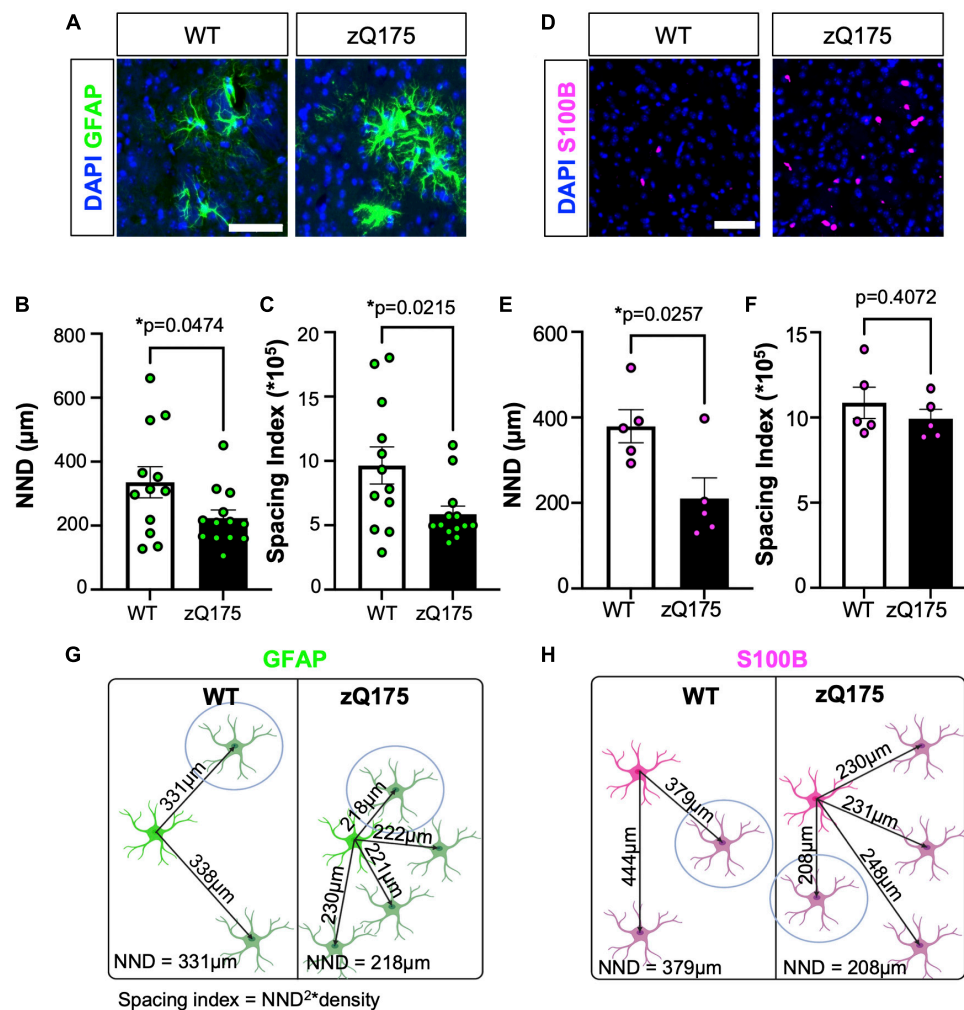 A
WT
zQ175
DAPI GFAP
D
WT
zQ175
DAPI S100B
B
*p=0.0474
NND (µm)
800
600
400
200
0
WT
zQ175
C
*p=0.0215
Spacing Index (*10⁵)
20
15
10
5
0
WT
zQ175
E
*p=0.0257
NND (µm)
600
400
200
0
WT
zQ175
F
p=0.4072
Spacing Index (*10⁵)
15
10
5
0
WT
zQ175
G
GFAP
WT
331µm
338µm
NND = 331µm
zQ175
218µm
222µm
221µm
230µm
NND = 218µm
Spacing index = NND²*density
H
S100B
WT
379µm
444µm
NND = 379µm
zQ175
230µm
231µm
208µm
248µm
NND = 208µm